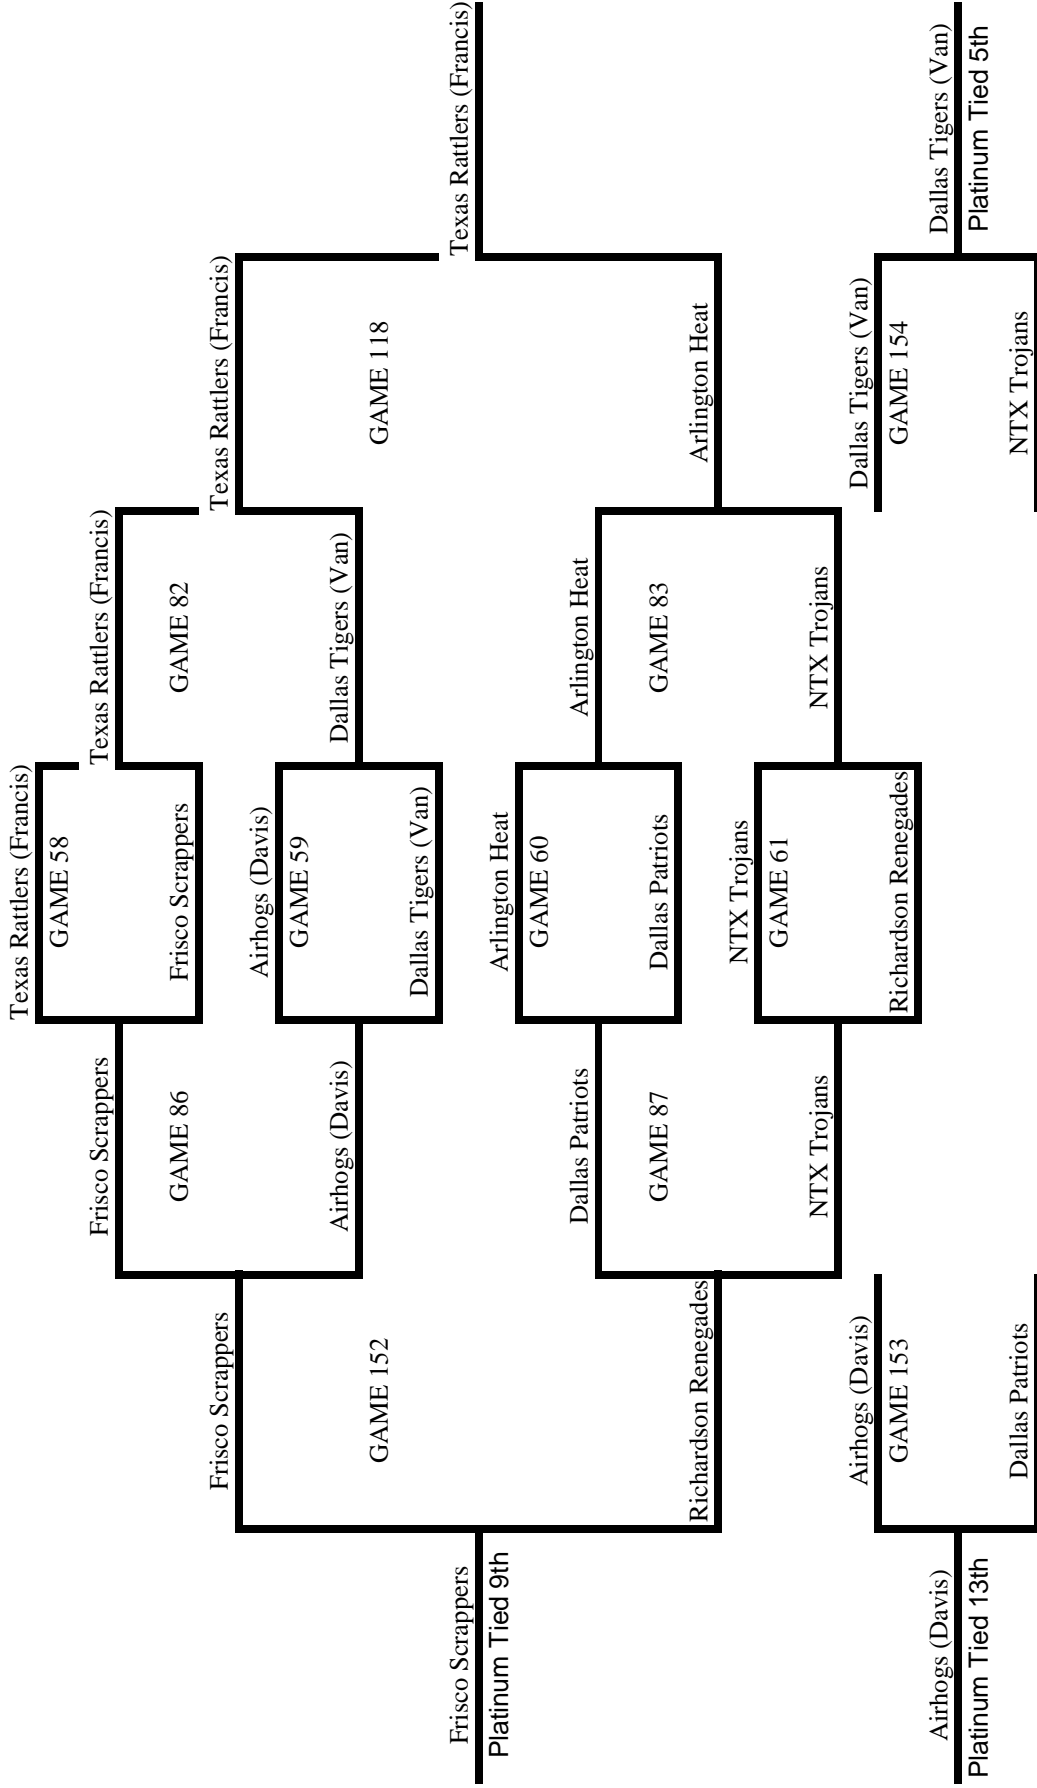 Texas Rattlers (Francis)
GAME 58
Frisco Scrappers
Texas Rattlers (Francis)
GAME 86
Frisco Scrappers
GAME 82
Frisco Scrappers
Texas Rattlers (Francis)
Airhogs (Davis)
GAME 59
Airhogs (Davis)
Dallas Tigers (Van)
GAME 152
GAME 118
Dallas Tigers (Van)
Frisco Scrappers
Texas Rattlers (Francis)
Platinum Tied 9th
Arlington Heat
GAME 60
Dallas Patriots
Arlington Heat
GAME 87
Dallas Patriots
GAME 83
Richardson Renegades
Arlington Heat
NTX Trojans
GAME 61
NTX Trojans
NTX Trojans
Airhogs (Davis)
Dallas Tigers (Van)
GAME 153
Richardson Renegades
GAME 154
Airhogs (Davis)
Dallas Tigers (Van)
Platinum Tied 13th
Platinum Tied 5th
Dallas Patriots
NTX Trojans